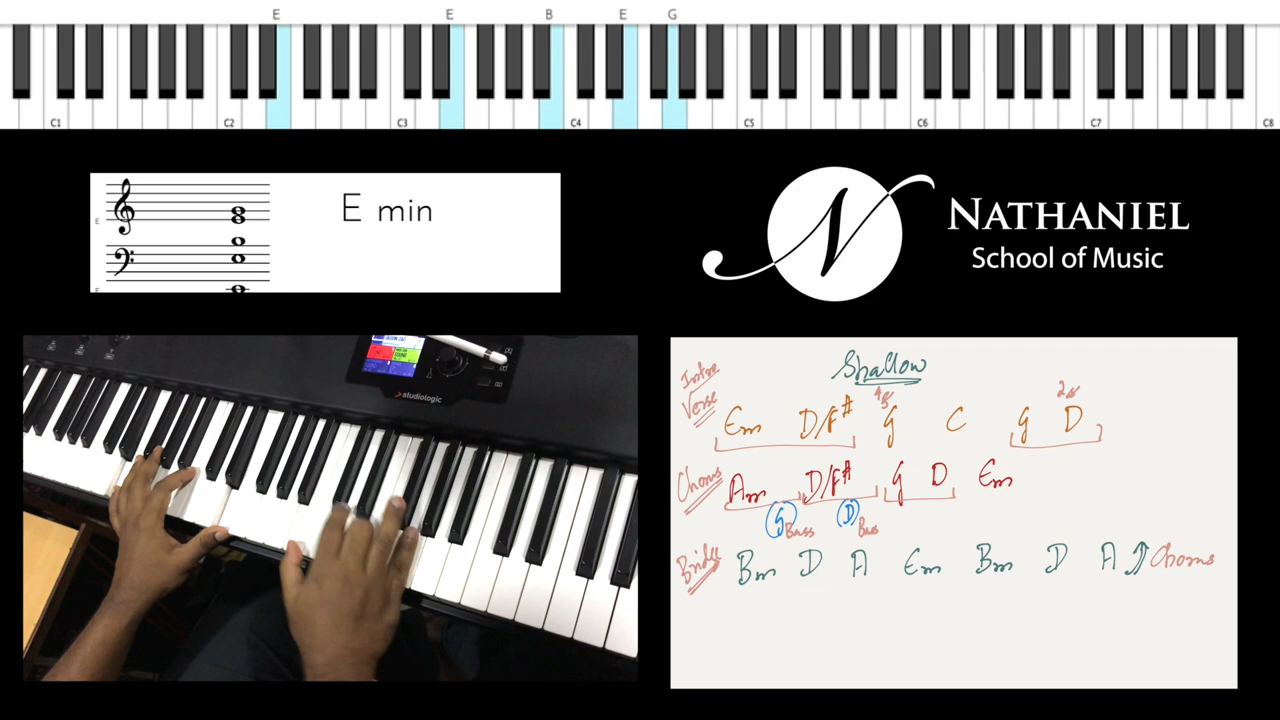 E E B E G
C1 C2 C3 C4 C5 C6 C7 C8
E min
E
E
NATHANIEL
School of Music
studiologic
Shallow
Intro
Verse
Em D/F# G C G D
Chorus
Am D/F# G D Em
G Bass D Bass
Bridge
Bm D A Em Bm D A Chorus